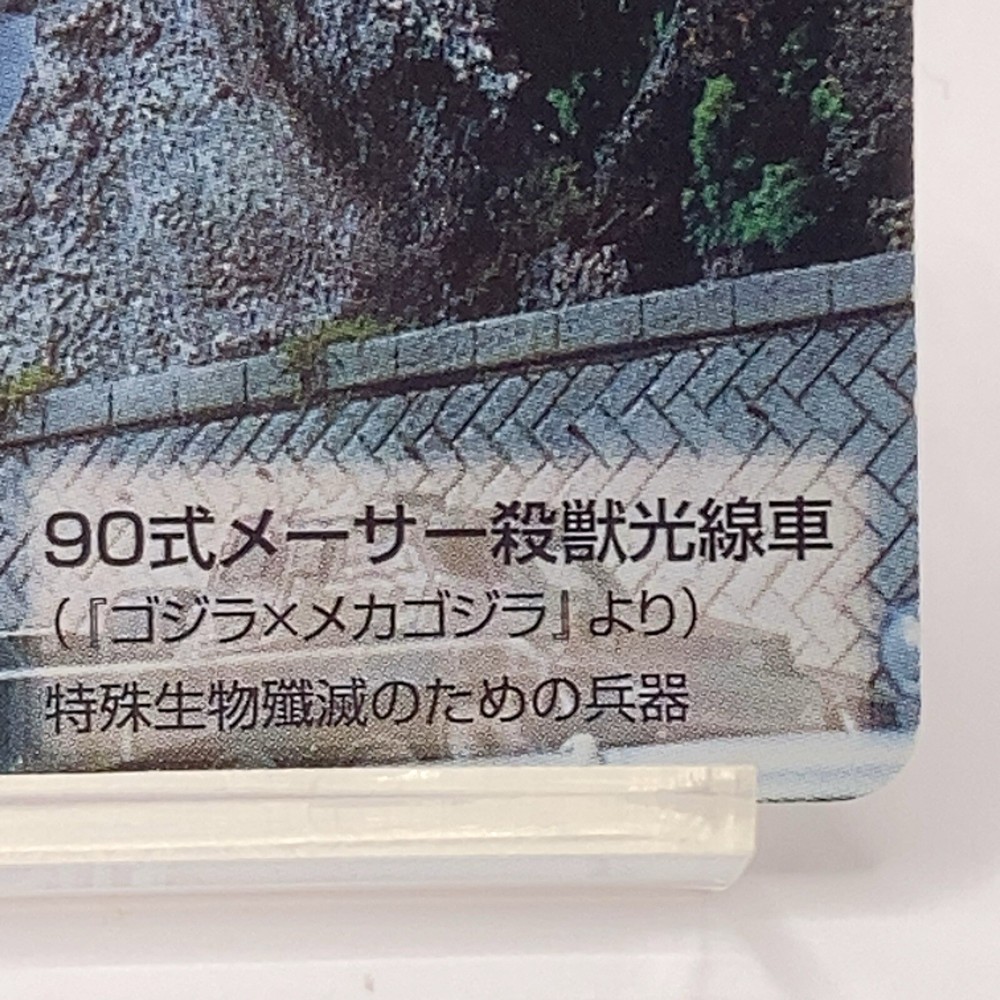 90式メーサー殺獣光線車
(『ゴジラ×メカゴジラ』より)
特殊生物殲滅のための兵器